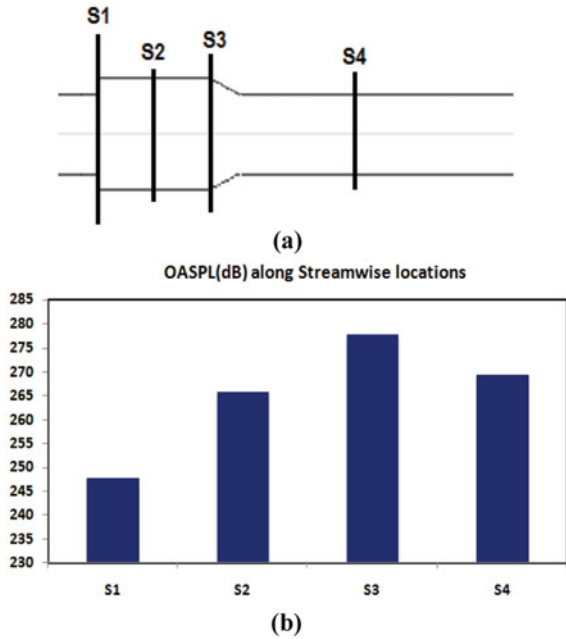 S1
S2
S3
S4
(a)
OASPL(dB) along Streamwise locations
285
280
275
270
265
260
255
250
245
240
235
230
S1 S2 S3 S4
(b)